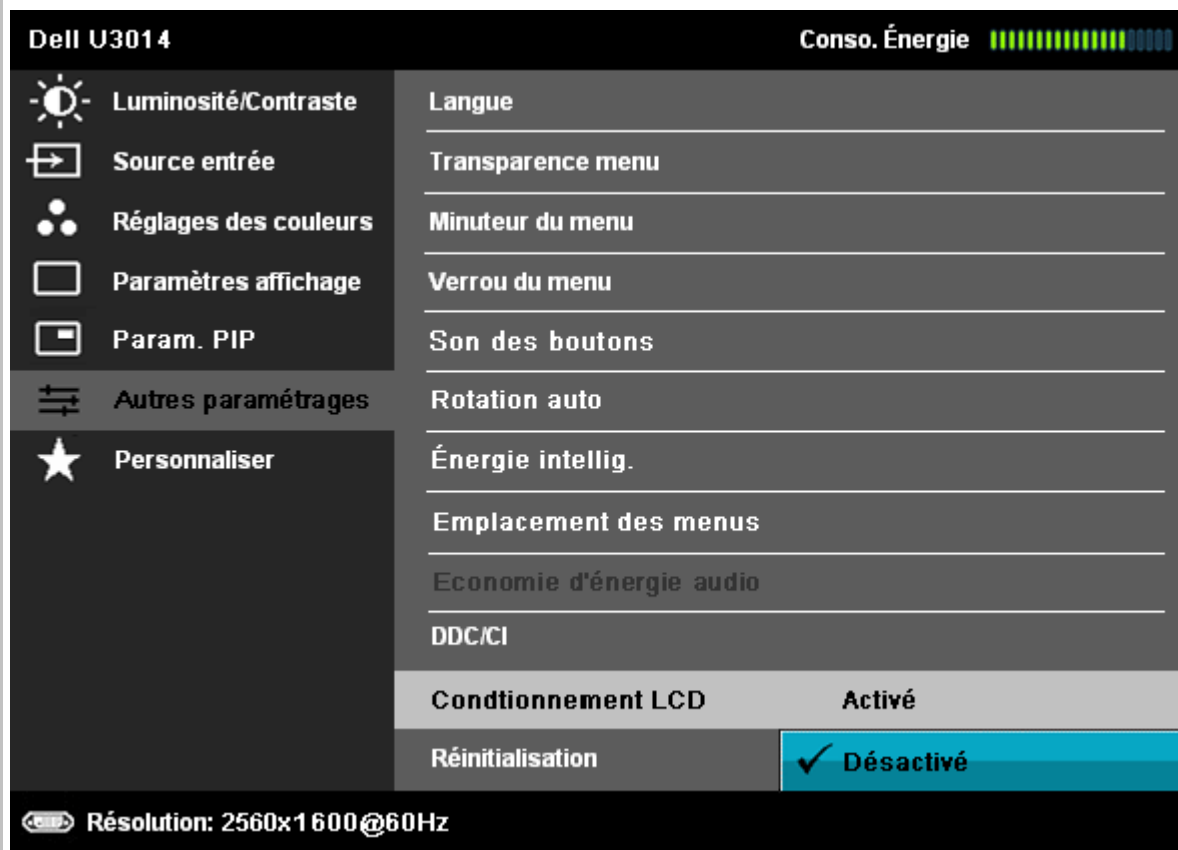 Dell U3014 Conso. Énergie
Luminosité/Contraste Langue
Source entrée Transparence menu
Réglages des couleurs Minuteur du menu
Paramètres affichage Verrou du menu
Param. PIP Son des boutons
Autres paramétrages Rotation auto
Personnaliser Énergie intellig.
Emplacement des menus
Economie d'énergie audio
DDC/CI
Condtionnement LCD Activé
Réinitialisation Désactivé
Résolution: 2560x1600@60Hz